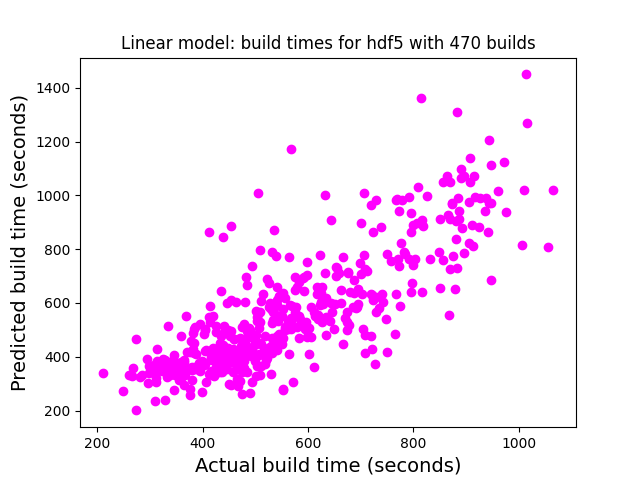 Linear model: build times for hdf5 with 470 builds
1400
1200
1000
800
600
400
200
Predicted build time (seconds)
200 400 600 800 1000
Actual build time (seconds)